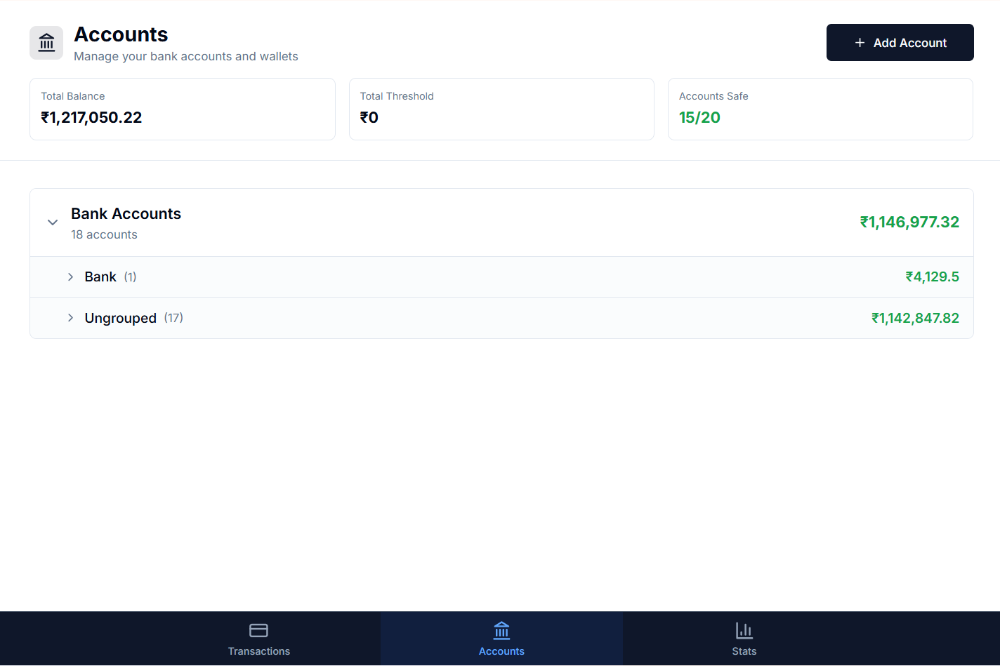 Accounts
Manage your bank accounts and wallets
Add Account
Total Balance
₹1,217,050.22
Total Threshold
₹0
Accounts Safe
15/20
Bank Accounts
18 accounts
₹1,146,977.32
Bank (1)
₹4,129.5
Ungrouped (17)
₹1,142,847.82
Transactions
Accounts
Stats